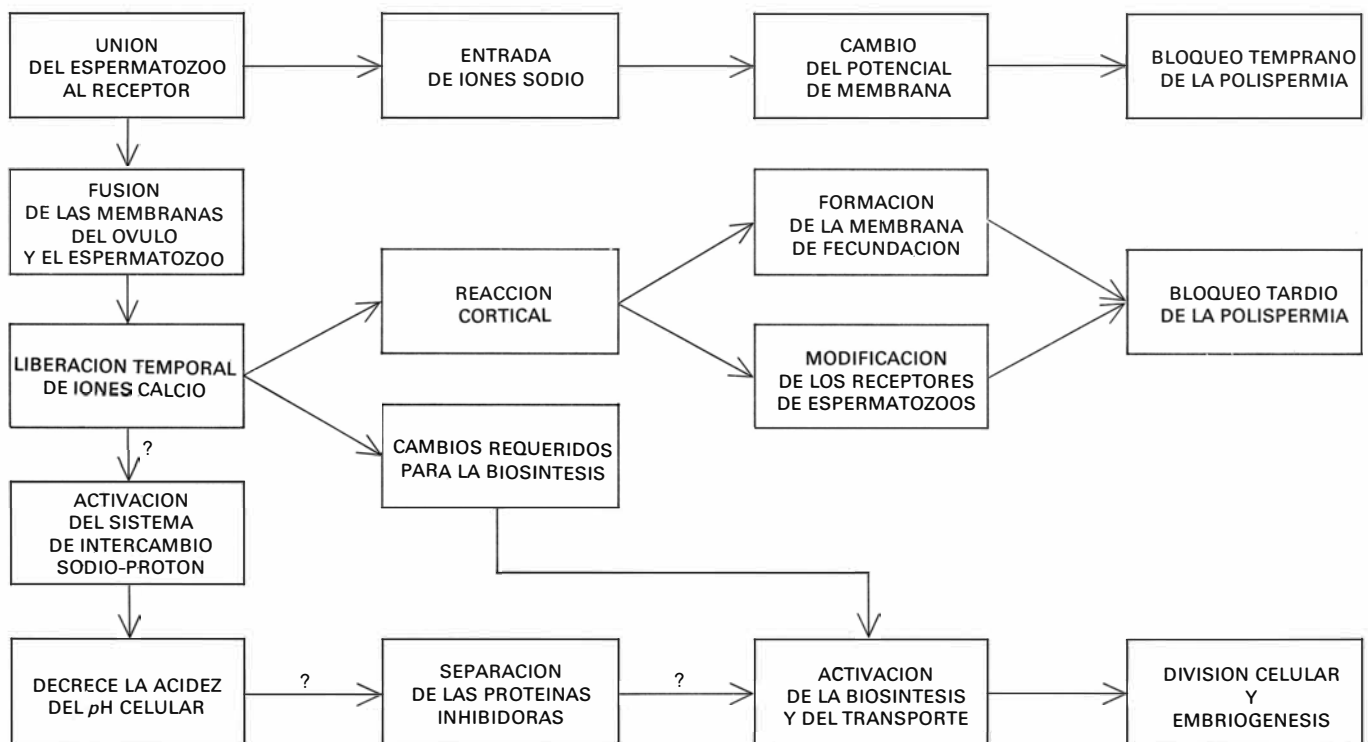 UNION
DEL ESPERMATOZOO
AL RECEPTOR
ENTRADA
DE IONES SODIO
CAMBIO
DEL POTENCIAL
DE MEMBRANA
BLOQUEO TEMPRANO
DE LA POLISPERMIA
FUSION
DE LAS MEMBRANAS
DEL OVULO
Y EL ESPERMATOZOO
REACCION
CORTICAL
FORMACION
DE LA MEMBRANA
DE FECUNDACION
BLOQUEO TARDIO
DE LA POLISPERMIA
LIBERACION TEMPORAL
DE IONES CALCIO
MODIFICACION
DE LOS RECEPTORES
DE ESPERMATOZOOS
CAMBIOS REQUERIDOS
PARA LA BIOSINTESIS
?
ACTIVACION
DEL SISTEMA
DE INTERCAMBIO
SODIO-PROTON
DECRECE LA ACIDEZ
DEL pH CELULAR
?
SEPARACION
DE LAS PROTEINAS
INHIBIDORAS
?
ACTIVACION
DE LA BIOSINTESIS
Y DEL TRANSPORTE
DIVISION CELULAR
Y
EMBRIOGENESIS